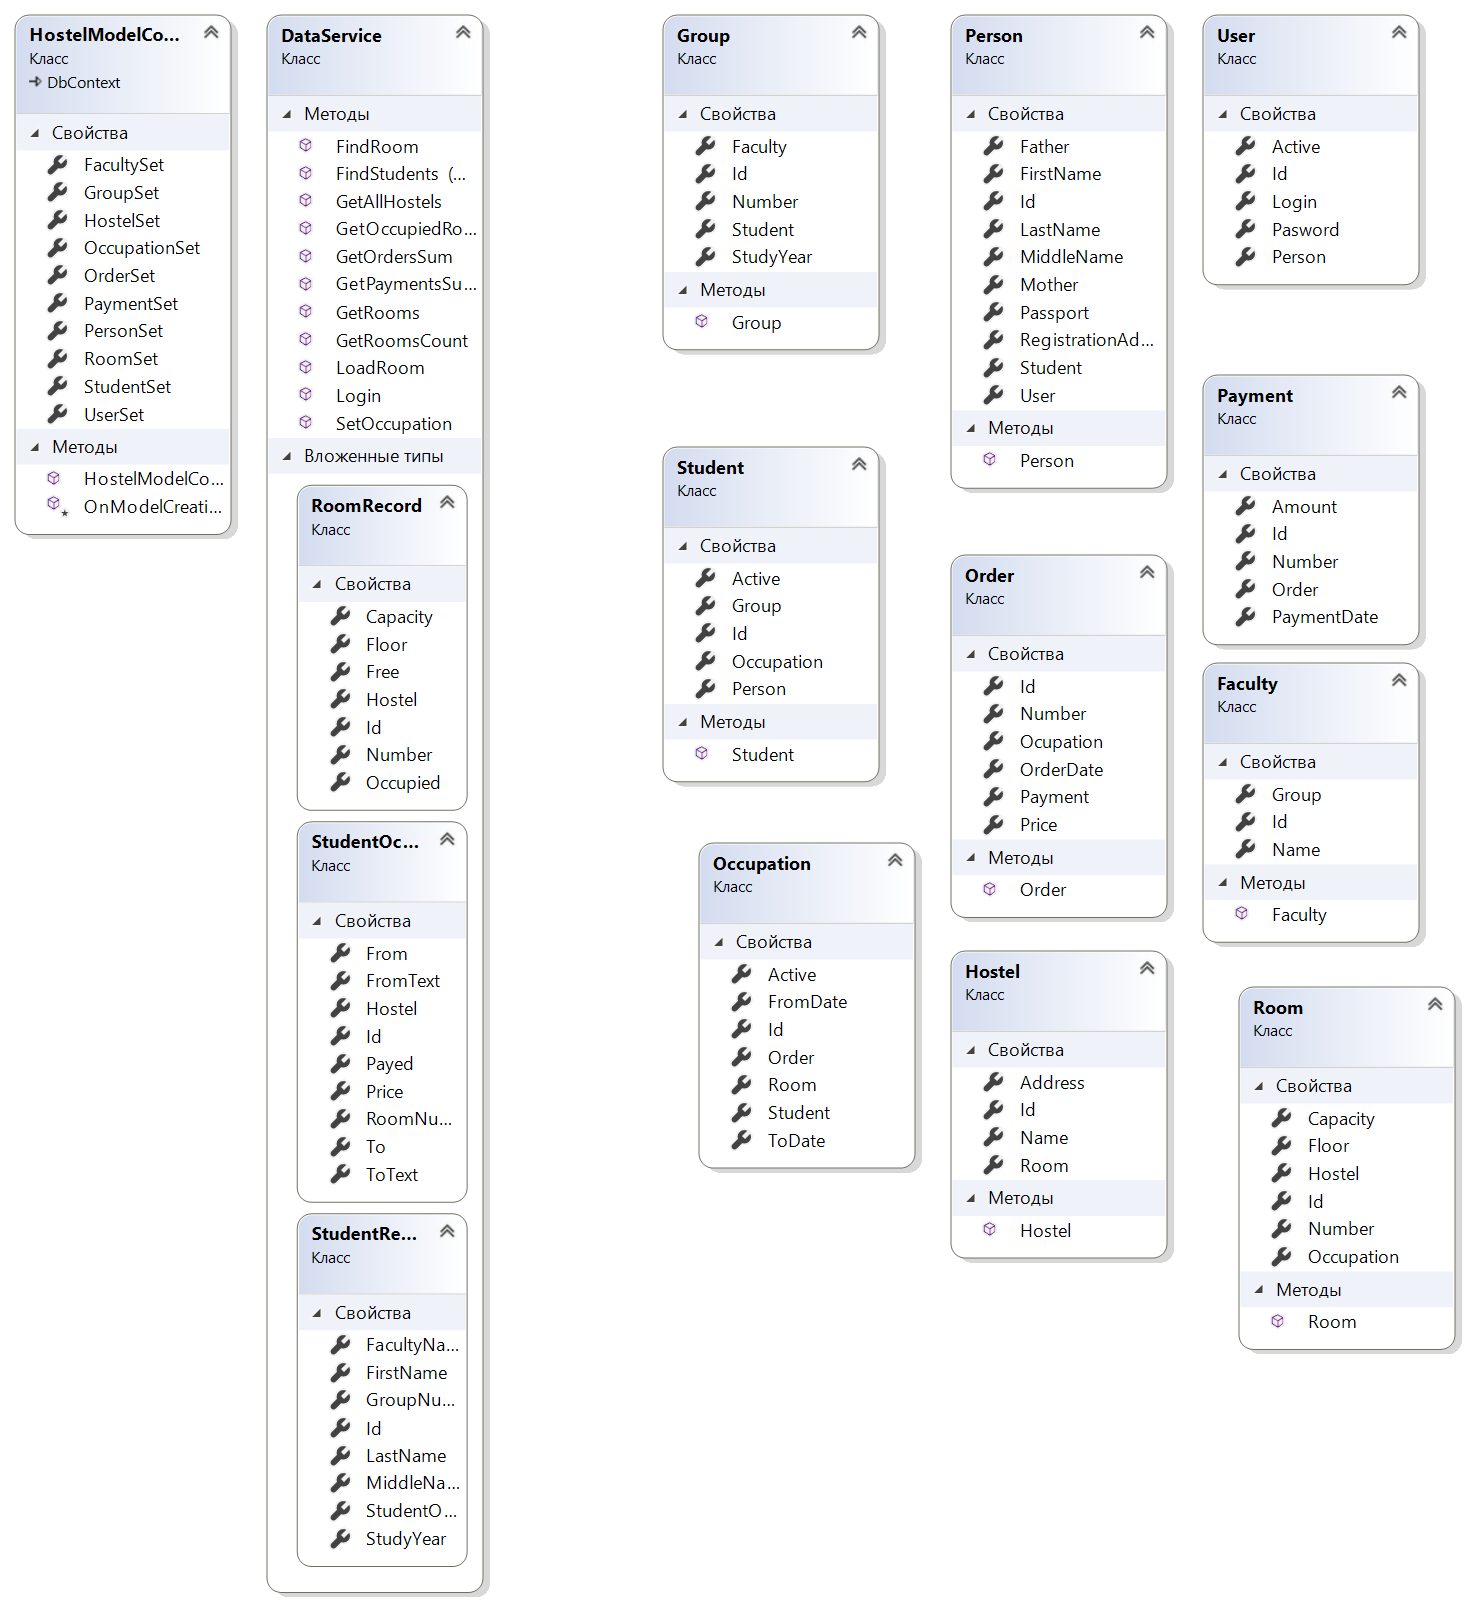 HostelModelCo...
Класс
DbContext
Свойства
FacultySet
GroupSet
HostelSet
OccupationSet
OrderSet
PaymentSet
PersonSet
RoomSet
StudentSet
UserSet
Методы
HostelModelCo...
OnModelCreati...
DataService
Класс
Методы
FindRoom
FindStudents (...
GetAllHostels
GetOccupiedRo...
GetOrdersSum
GetPaymentsSu...
GetRooms
GetRoomsCount
LoadRoom
Login
SetOccupation
Вложенные типы
RoomRecord
Класс
Свойства
Capacity
Floor
Free
Hostel
Id
Number
Occupied
StudentOc...
Класс
Свойства
From
FromText
Hostel
Id
Payed
Price
RoomNu...
To
ToText
StudentRe...
Класс
Свойства
FacultyNa...
FirstName
GroupNu...
Id
LastName
MiddleNa...
StudentO...
StudyYear
Group
Класс
Свойства
Faculty
Id
Number
Student
StudyYear
Методы
Group
Student
Класс
Свойства
Active
Group
Id
Occupation
Person
Методы
Student
Occupation
Класс
Свойства
Active
FromDate
Id
Order
Room
Student
ToDate
Person
Класс
Свойства
Father
FirstName
Id
LastName
MiddleName
Mother
Passport
RegistrationAd...
Student
User
Методы
Person
Order
Класс
Свойства
Id
Number
Ocupation
OrderDate
Payment
Price
Методы
Order
Hostel
Класс
Свойства
Address
Id
Name
Room
Методы
Hostel
User
Класс
Свойства
Active
Id
Login
Pasword
Person
Payment
Класс
Свойства
Amount
Id
Number
Order
PaymentDate
Faculty
Класс
Свойства
Group
Id
Name
Методы
Faculty
Room
Класс
Свойства
Capacity
Floor
Hostel
Id
Number
Occupation
Методы
Room